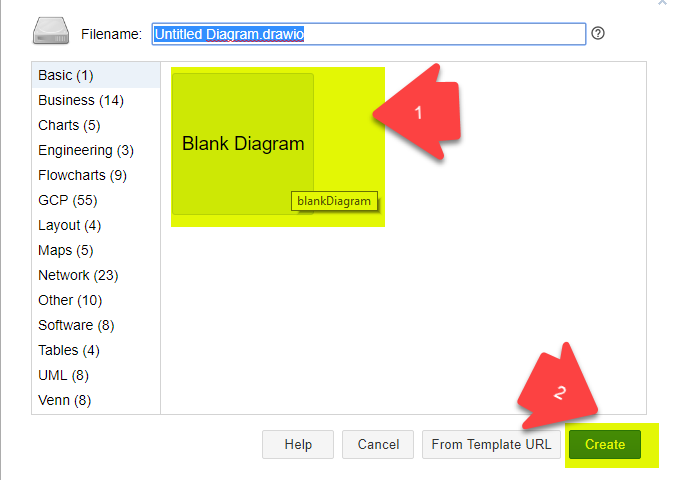 Filename: Untitled Diagram.drawio
Basic (1)
Business (14)
Charts (5)
Engineering (3)
Flowcharts (9)
GCP (55)
Layout (4)
Maps (5)
Network (23)
Other (10)
Software (8)
Tables (4)
UML (8)
Venn (8)
Blank Diagram
blankDiagram
1
2
Help Cancel From Template URL Create